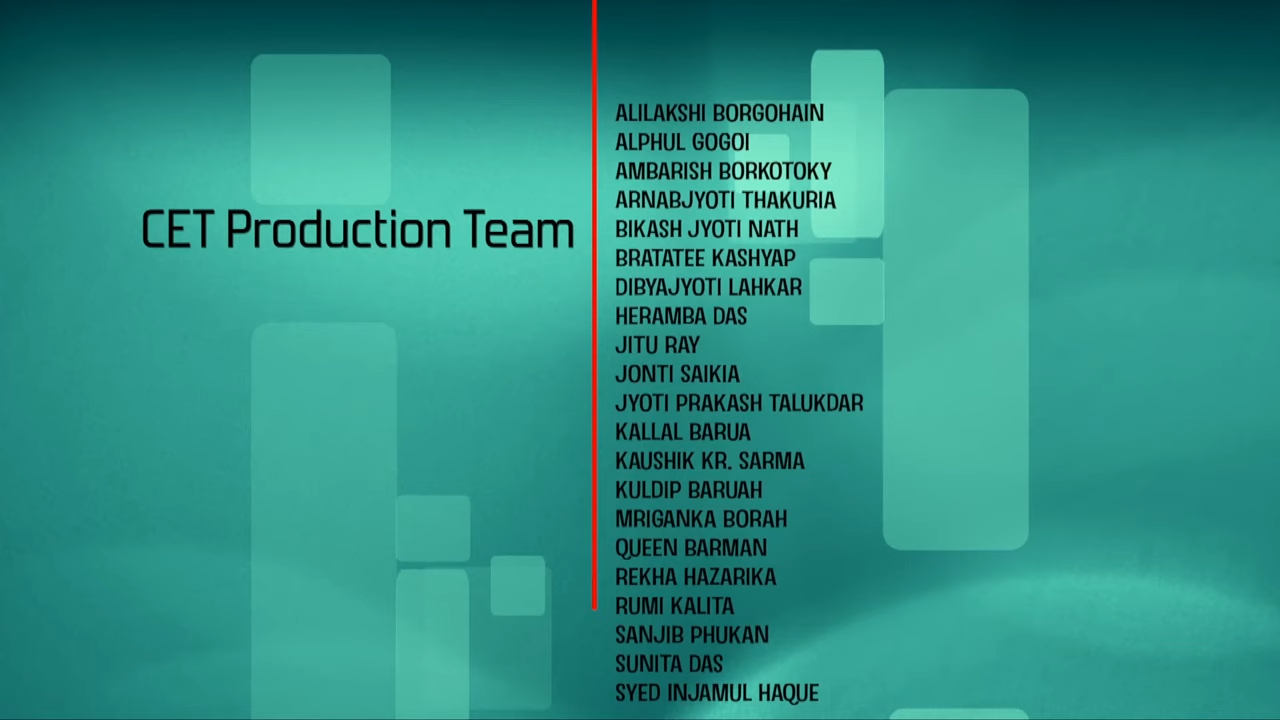 CET Production Team
ALILAKSHI BORGOHAIN
ALPHUL GOGOI
AMBARISH BORKOTOKY
ARNABJYOTI THAKURIA
BIKASH JYOTI NATH
BRATATEE KASHYAP
DIBYAJYOTI LAHKAR
HERAMBA DAS
JITU RAY
JONTI SAIKIA
JYOTI PRAKASH TALUKDAR
KALLAL BARUA
KAUSHIK KR. SARMA
KULDIP BARUAH
MRIGANKA BORAH
QUEEN BARMAN
REKHA HAZARIKA
RUMI KALITA
SANJIB PHUKAN
SUNITA DAS
SYED INJAMUL HAQUE